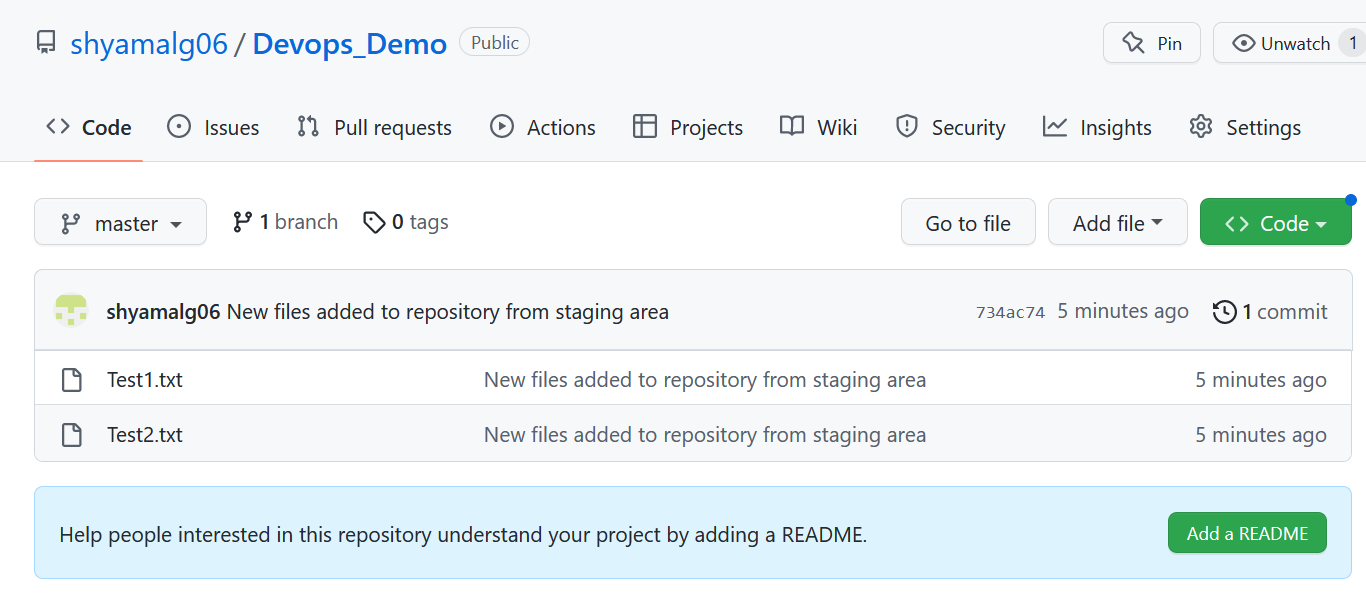 shyamalg06 / Devops_Demo Public Pin Unwatch 1
Code Issues Pull requests Actions Projects Wiki Security Insights Settings
master 1 branch 0 tags Go to file Add file Code
shyamalg06 New files added to repository from staging area 734ac74 5 minutes ago 1 commit
Test1.txt New files added to repository from staging area 5 minutes ago
Test2.txt New files added to repository from staging area 5 minutes ago
Help people interested in this repository understand your project by adding a README. Add a README